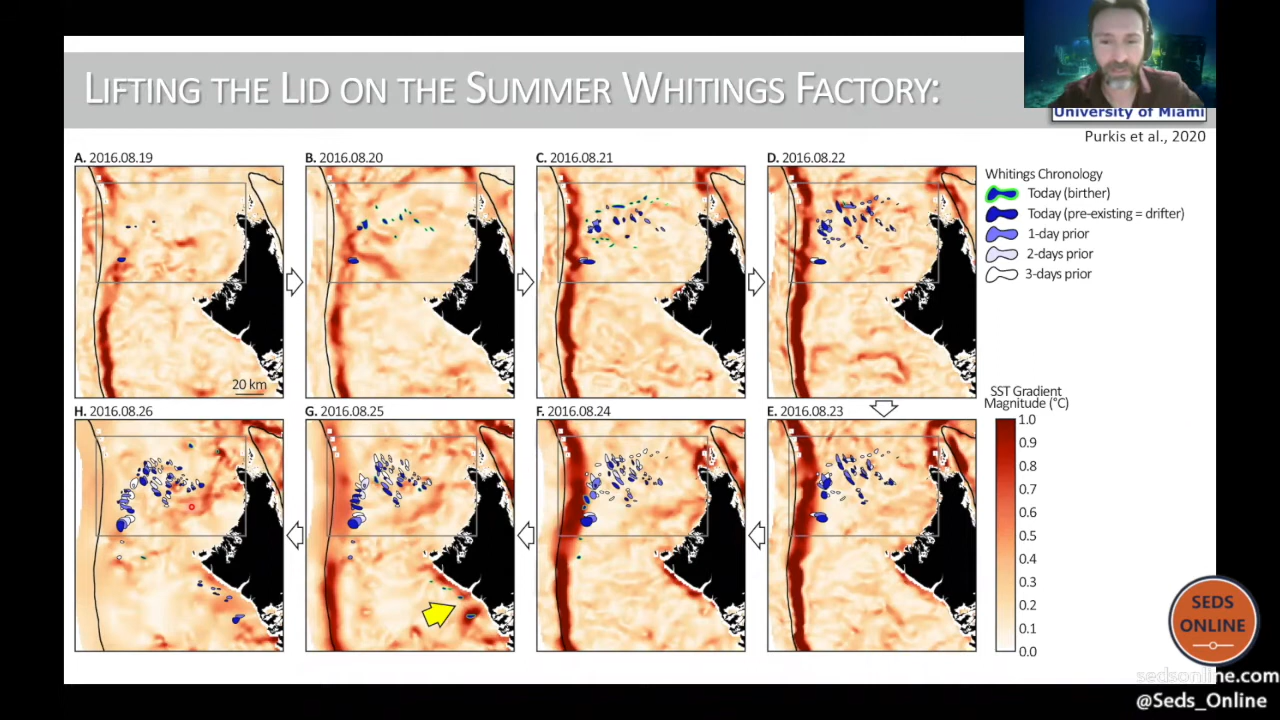 LIFTING THE LID ON THE SUMMER WHITINGS FACTORY:
University of Miami
Purkis et al., 2020
A. 2016.08.19
B. 2016.08.20
C. 2016.08.21
D. 2016.08.22
Whitings Chronology
Today (birther)
Today (pre-existing = drifter)
1-day prior
2-days prior
3-days prior
20 km
H. 2016.08.26
G. 2016.08.25
F. 2016.08.24
E. 2016.08.23
SST Gradient
Magnitude (°C)
1.0
0.9
0.8
0.7
0.6
0.5
0.4
0.3
0.2
0.1
0.0
SEDS
ONLINE
sedsonline.com
@Seds_Online